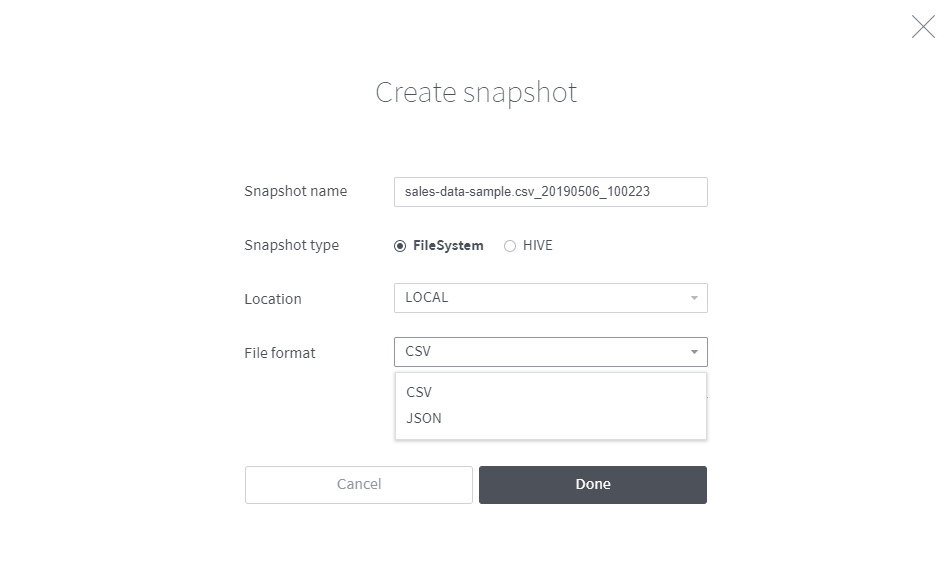 Create snapshot
Snapshot name
sales-data-sample.csv_20190506_100223
Snapshot type
FileSystem HIVE
Location
LOCAL
File format
CSV
CSV
JSON
Cancel Done